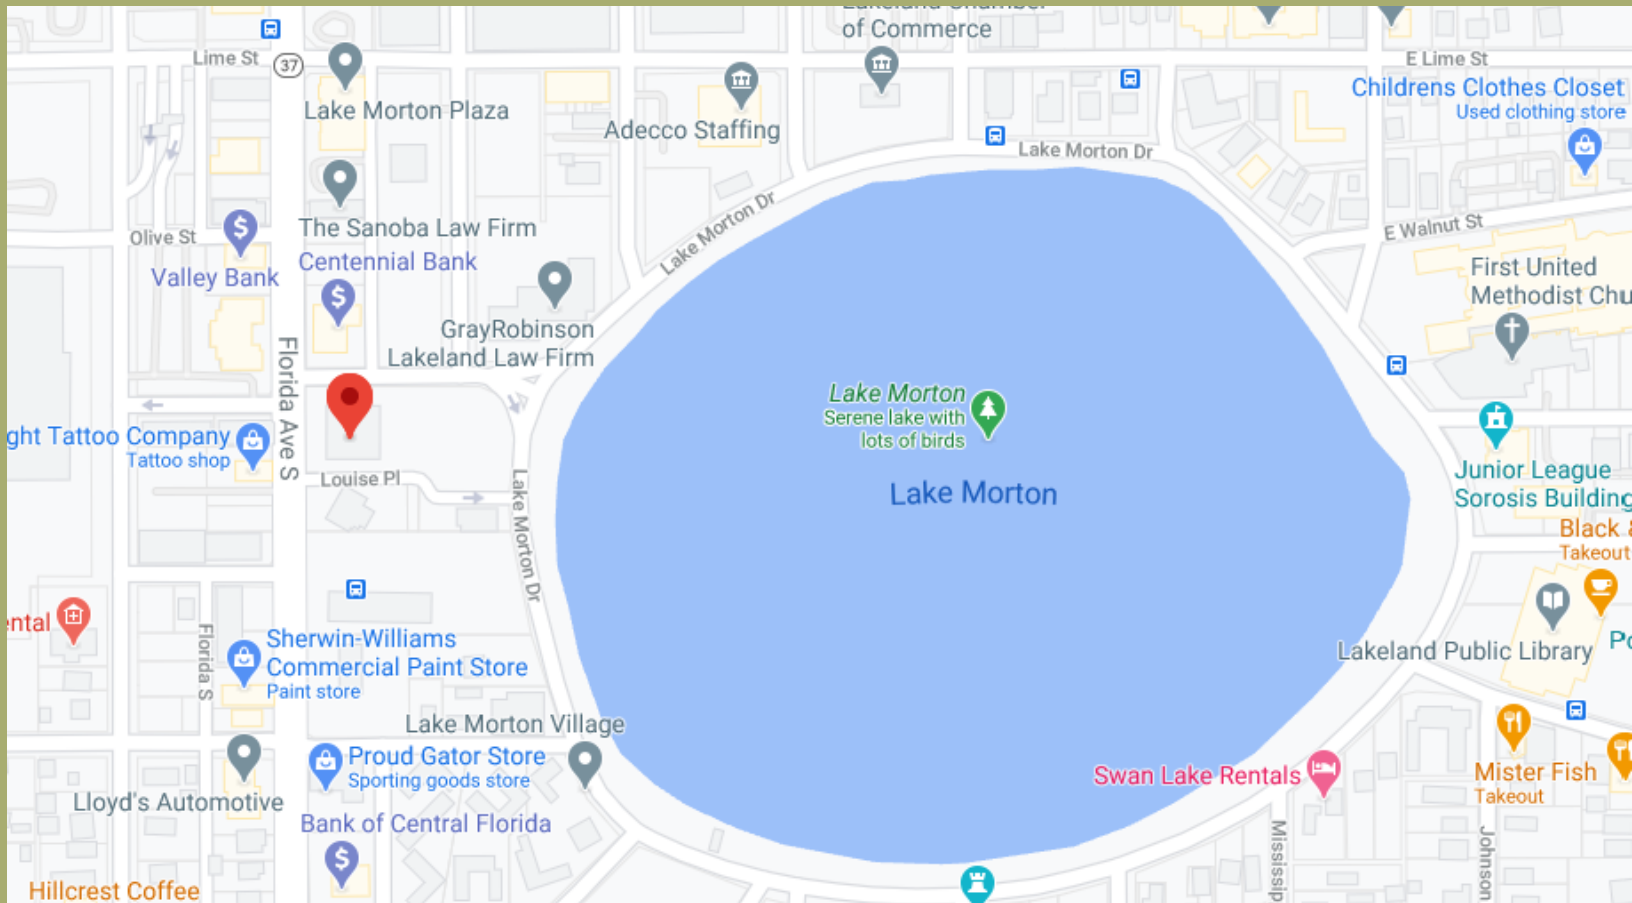 Lakeland Chamber
of Commerce
Lime St
37
E Lime St
Lake Morton Plaza
Adecco Staffing
Childrens Clothes Closet
Used clothing store
Lake Morton Dr
Lake Morton Dr
Olive St
The Sanoba Law Firm
E Walnut St
Valley Bank
Centennial Bank
First United
Methodist Chu
GrayRobinson
Lakeland Law Firm
Florida Ave S
Lake Morton
Serene lake with
lots of birds
ght Tattoo Company
Tattoo shop
Louise Pl
Lake Morton Dr
Lake Morton
Junior League
Sorosis Building
Black &
Takeout
ntal
Florida S
Sherwin-Williams
Commercial Paint Store
Paint store
Lakeland Public Library
Po
Lake Morton Village
Proud Gator Store
Sporting goods store
Swan Lake Rentals
Mister Fish
Takeout
Lloyd's Automotive
Bank of Central Florida
Mississip
Johnson
Hillcrest Coffee